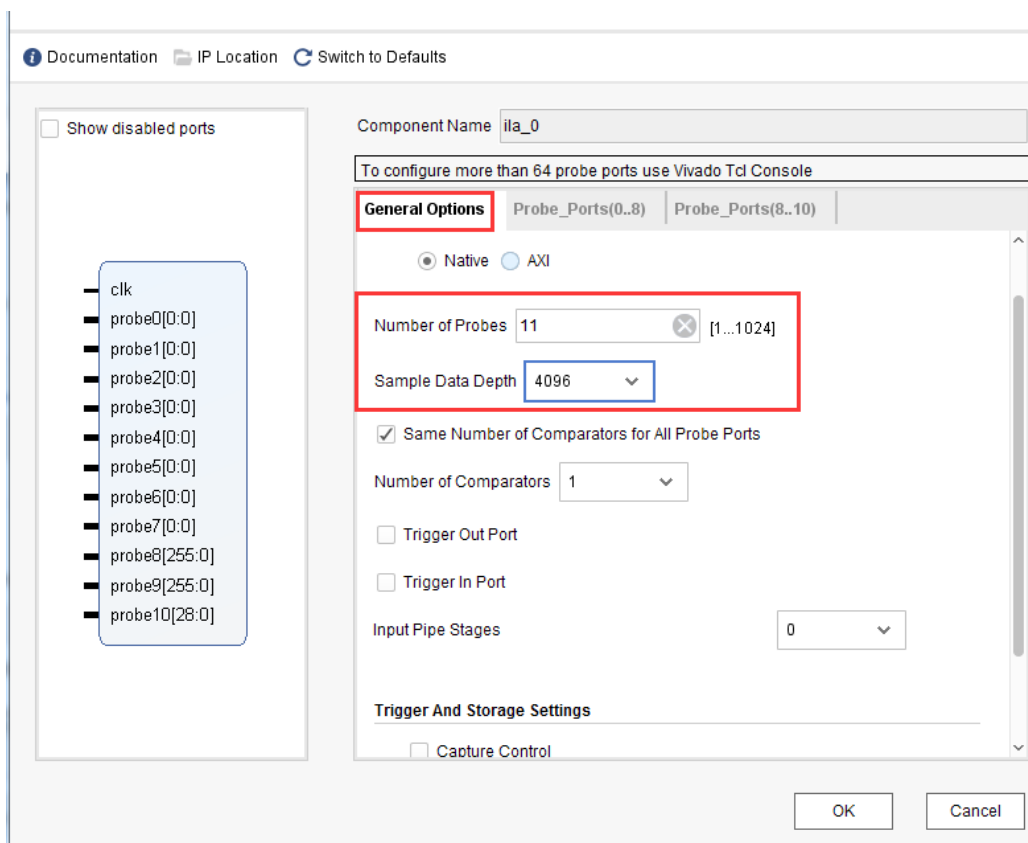 Documentation IP Location Switch to Defaults
Show disabled ports
clk
probe0[0:0]
probe1[0:0]
probe2[0:0]
probe3[0:0]
probe4[0:0]
probe5[0:0]
probe6[0:0]
probe7[0:0]
probe8[255:0]
probe9[255:0]
probe10[28:0]
Component Name ila_0
To configure more than 64 probe ports use Vivado Tcl Console
General Options Probe_Ports(0..8) Probe_Ports(8..10)
Native AXI
Number of Probes 11 [1...1024]
Sample Data Depth 4096
Same Number of Comparators for All Probe Ports
Number of Comparators 1
Trigger Out Port
Trigger In Port
Input Pipe Stages 0
Trigger And Storage Settings
Capture Control
OK Cancel